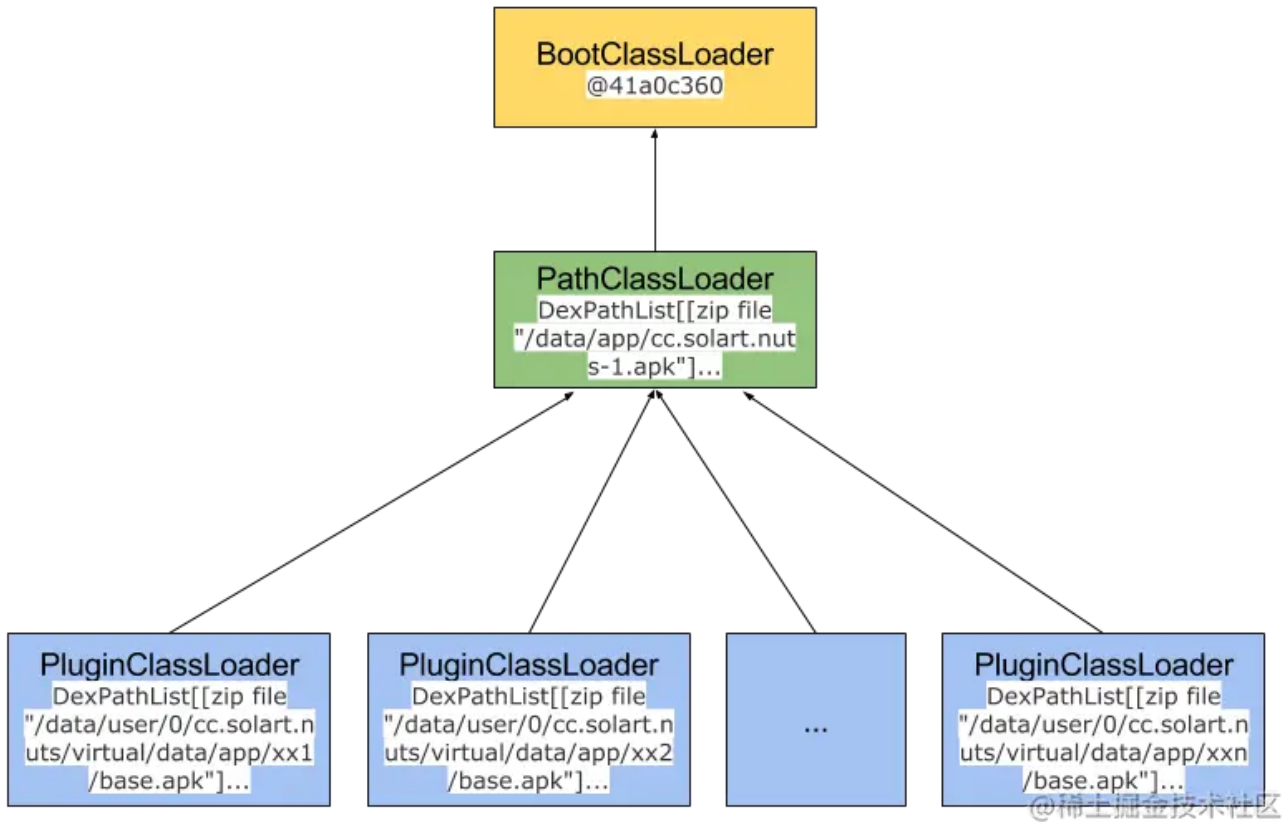 BootClassLoader
@41a0c360
PathClassLoader
DexPathList[[zip file
"/data/app/cc.solart.nut
s-1.apk"]...
PluginClassLoader
DexPathList[[zip file
"/data/user/0/cc.solart.n
uts/virtual/data/app/xx1
/base.apk"]...
PluginClassLoader
DexPathList[[zip file
"/data/user/0/cc.solart.n
uts/virtual/data/app/xx2
/base.apk"]...
...
PluginClassLoader
DexPathList[[zip file
"/data/user/0/cc.solart.n
uts/virtual/data/app/xxn
/base.apk"]...
@稀土掘金技术社区